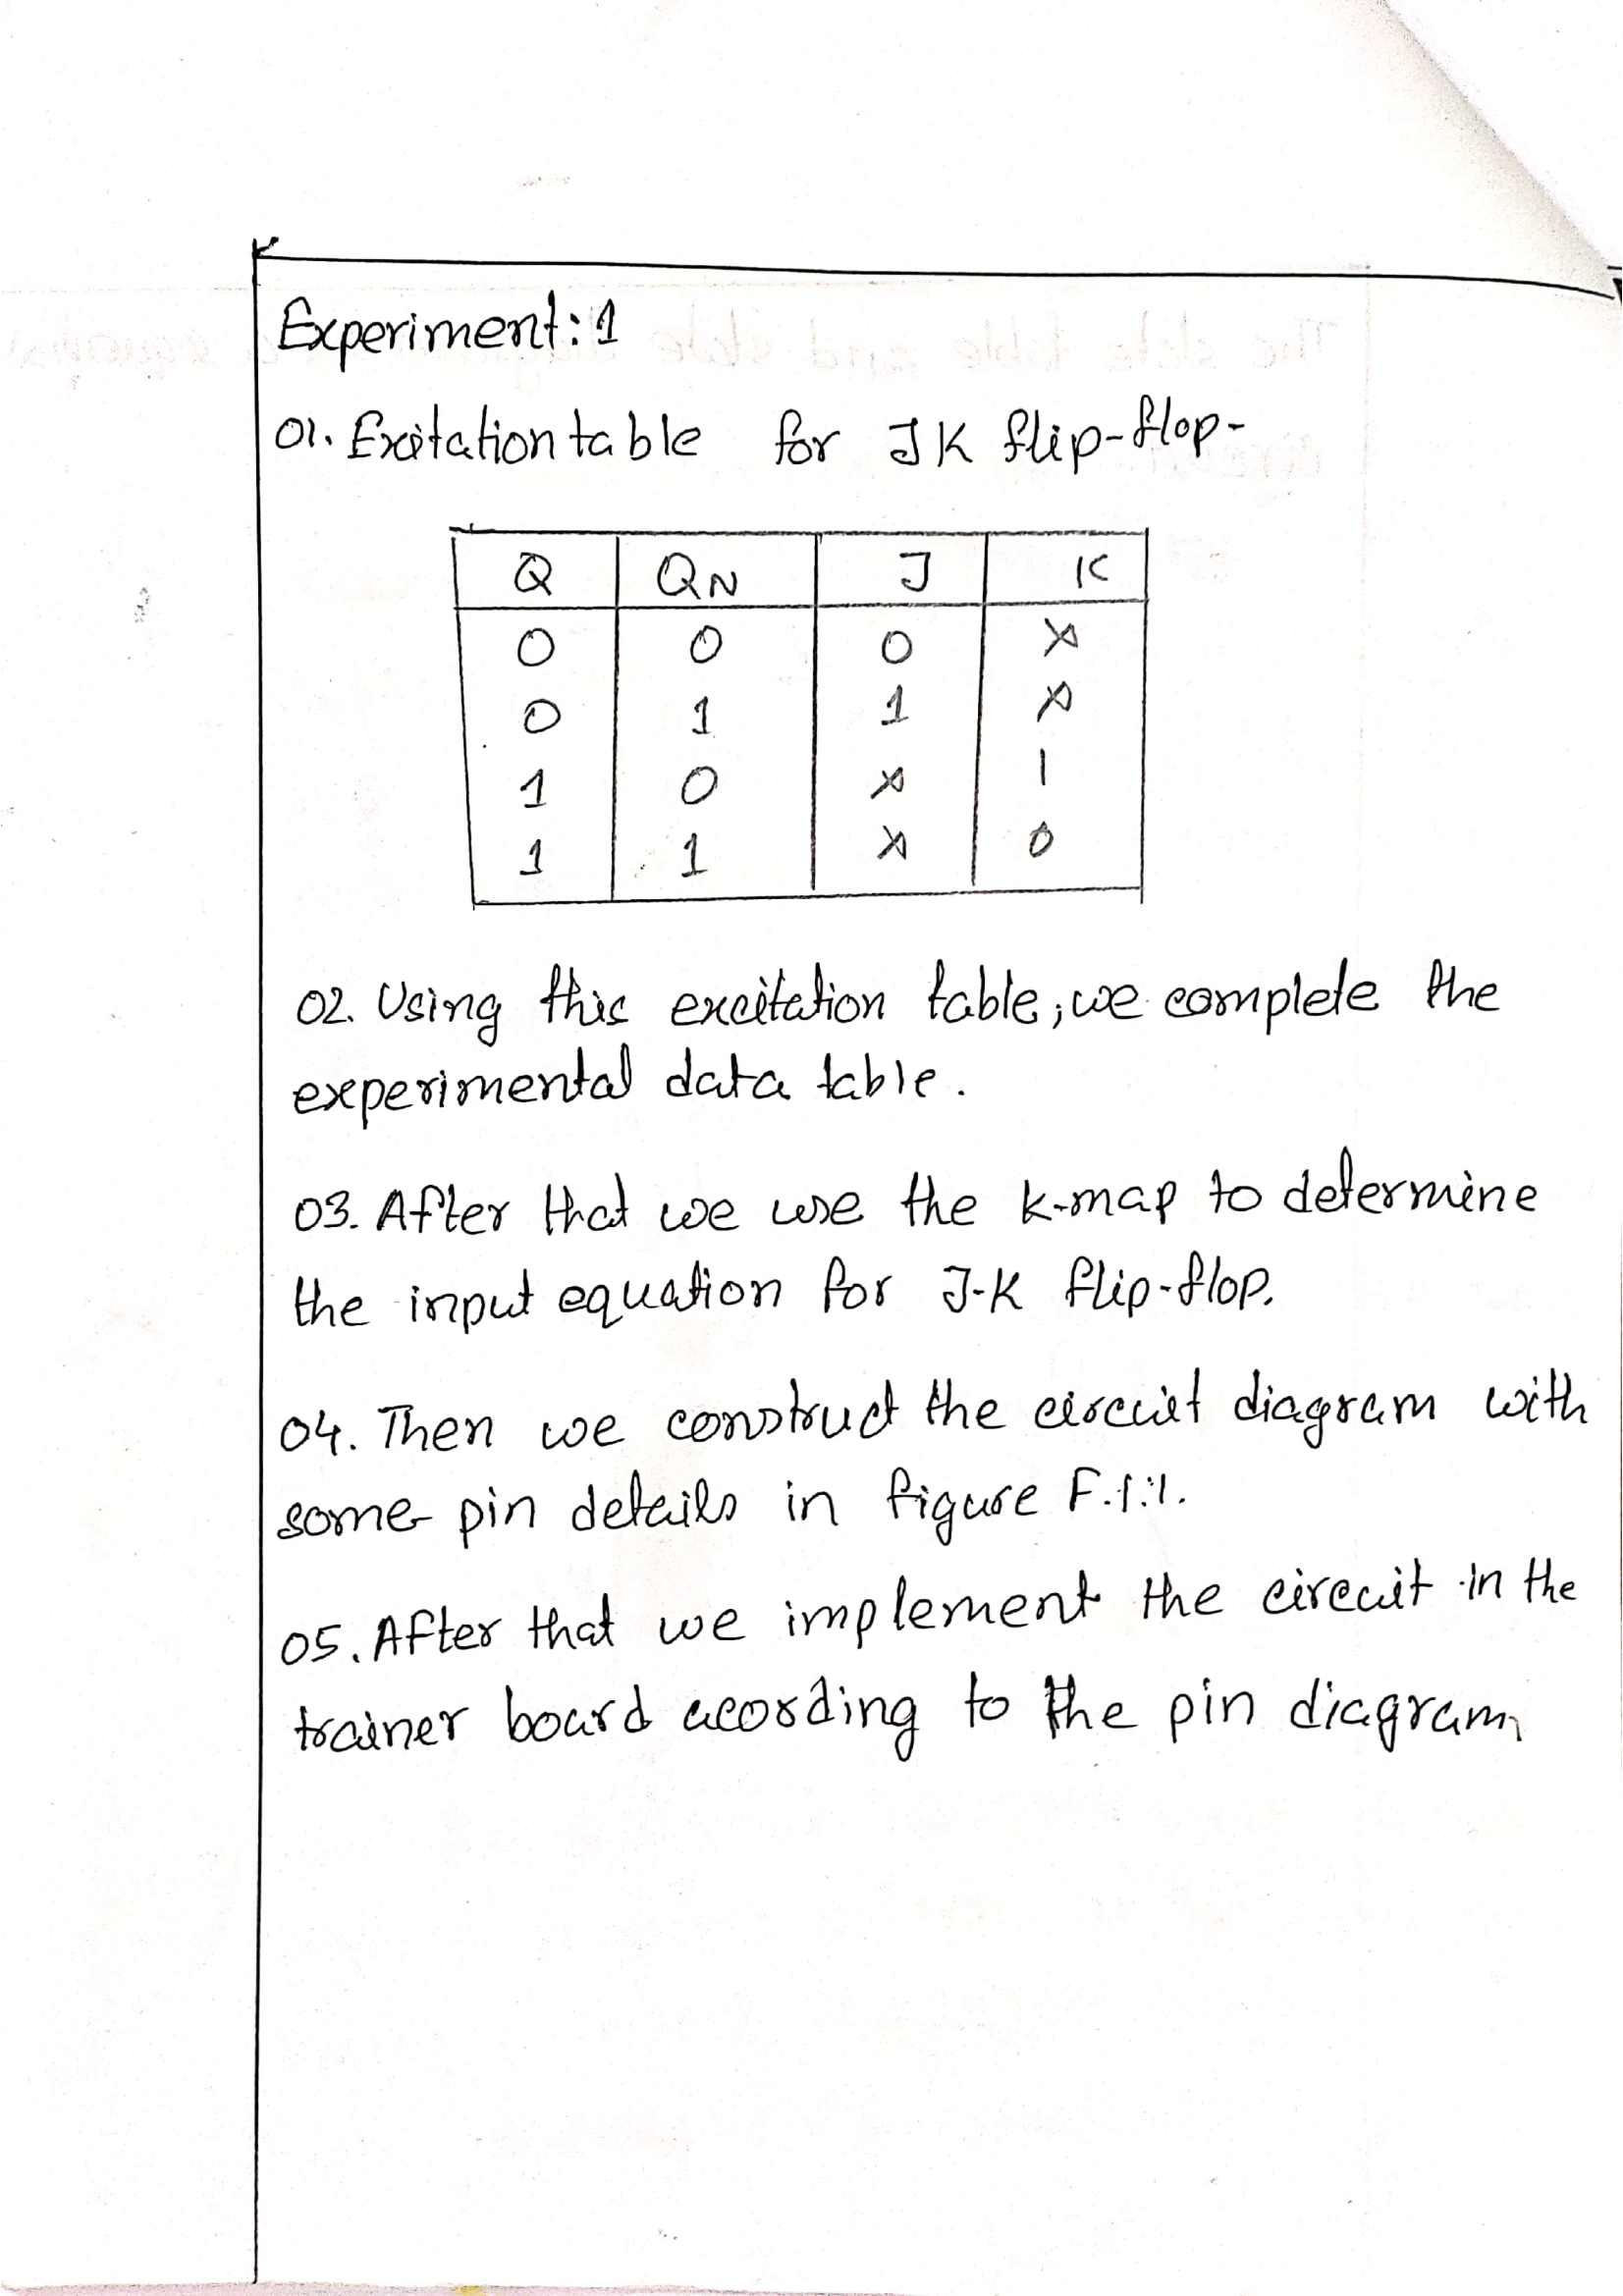 Experiment: 1
01. Exitation table for JK flip-flop-
Q QN J K
0 0 0 X
0 1 1 X
1 0 X 1
1 1 X 0
02. Using this excitation table, we complete the
experimental data table.
03. After that we use the k-map to determine
the input equation for J-K flip-flop.
04. Then we construct the circuit diagram with
some pin details in figure F.1.1.
05. After that we implement the circuit in the
trainer board acording to the pin diagram